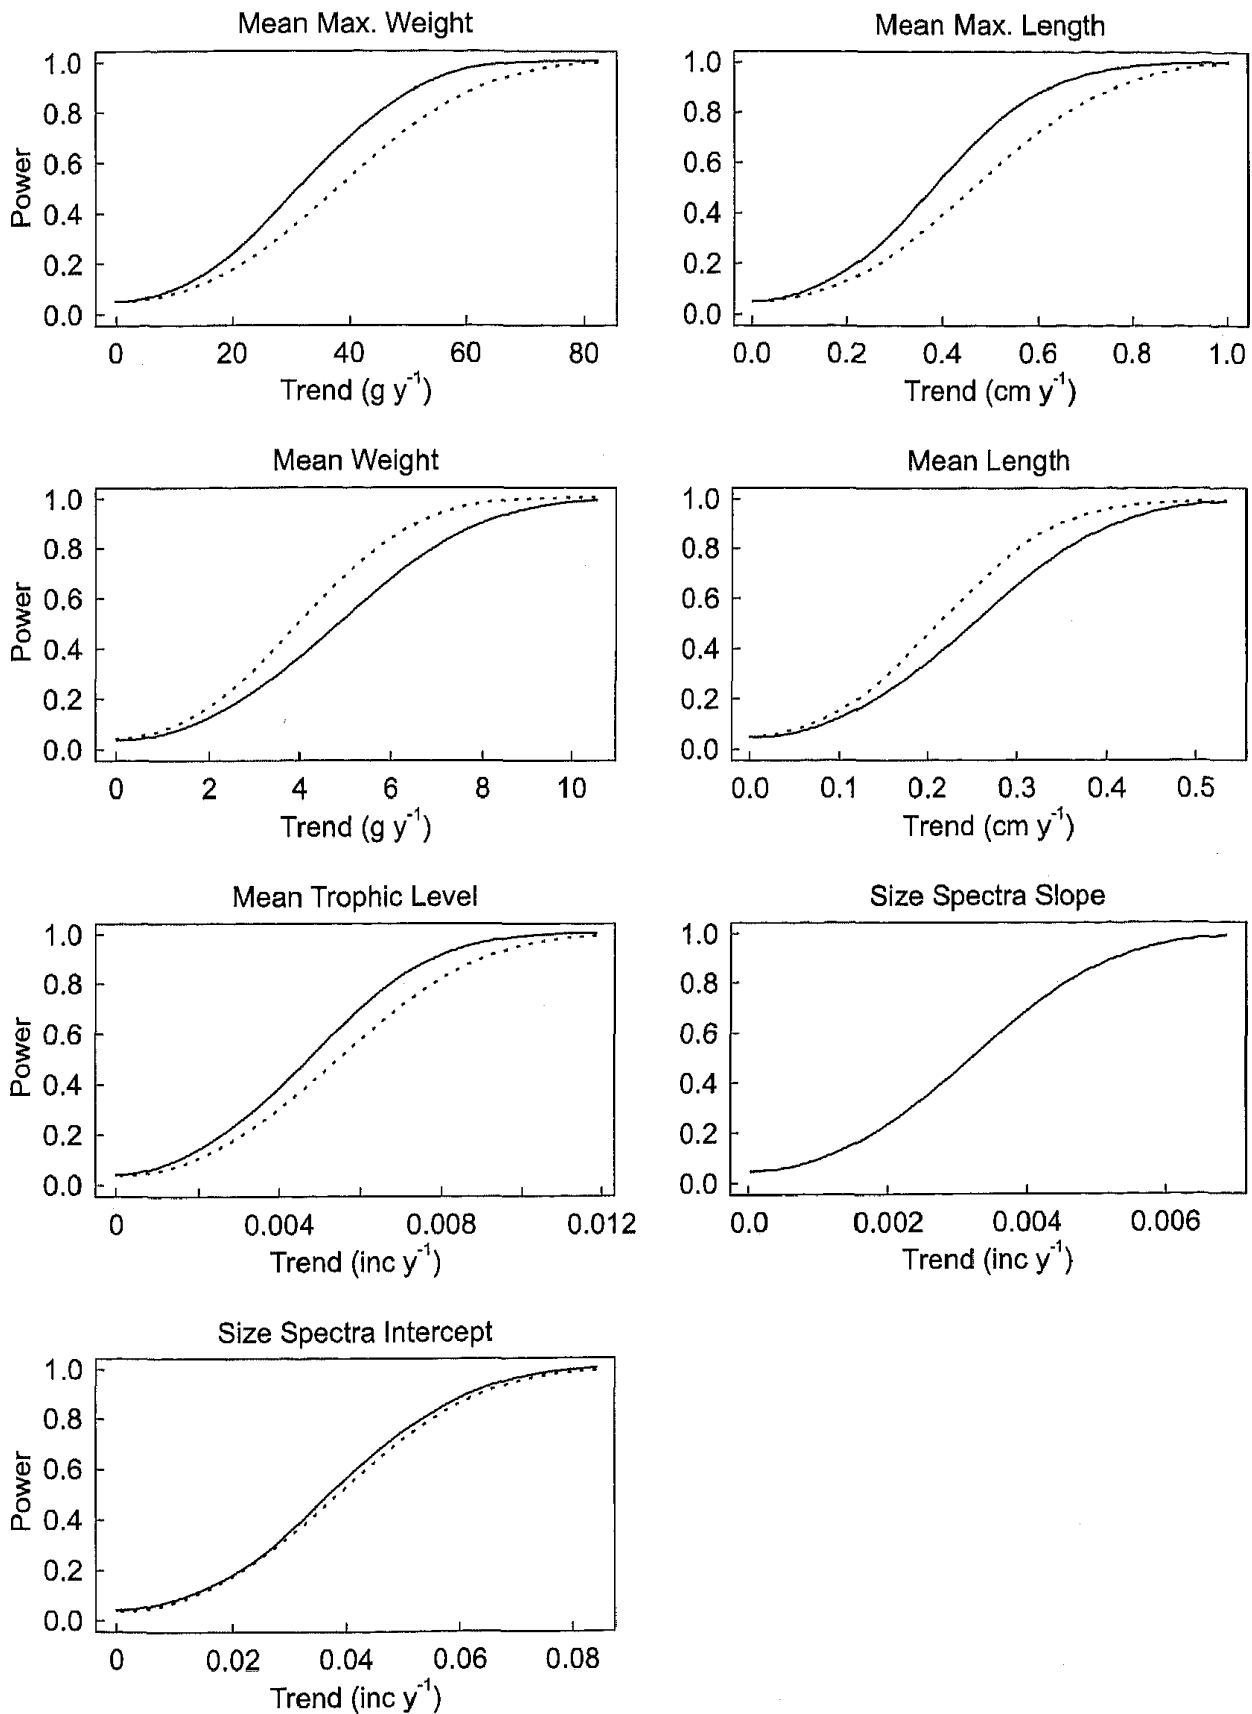 Mean Max. Weight
1.0
0.8
0.6
0.4
0.2
0.0
Power
0 20 40 60 80
Trend (g y-1)
Mean Max. Length
1.0
0.8
0.6
0.4
0.2
0.0
0.0 0.2 0.4 0.6 0.8 1.0
Trend (cm y-1)
Mean Weight
1.0
0.8
0.6
0.4
0.2
0.0
Power
0 2 4 6 8 10
Trend (g y-1)
Mean Length
1.0
0.8
0.6
0.4
0.2
0.0
0.0 0.1 0.2 0.3 0.4 0.5
Trend (cm y-1)
Mean Trophic Level
1.0
0.8
0.6
0.4
0.2
0.0
Power
0 0.004 0.008 0.012
Trend (inc y-1)
Size Spectra Slope
1.0
0.8
0.6
0.4
0.2
0.0
0.0 0.002 0.004 0.006
Trend (inc y-1)
Size Spectra Intercept
1.0
0.8
0.6
0.4
0.2
0.0
Power
0 0.02 0.04 0.06 0.08
Trend (inc y-1)